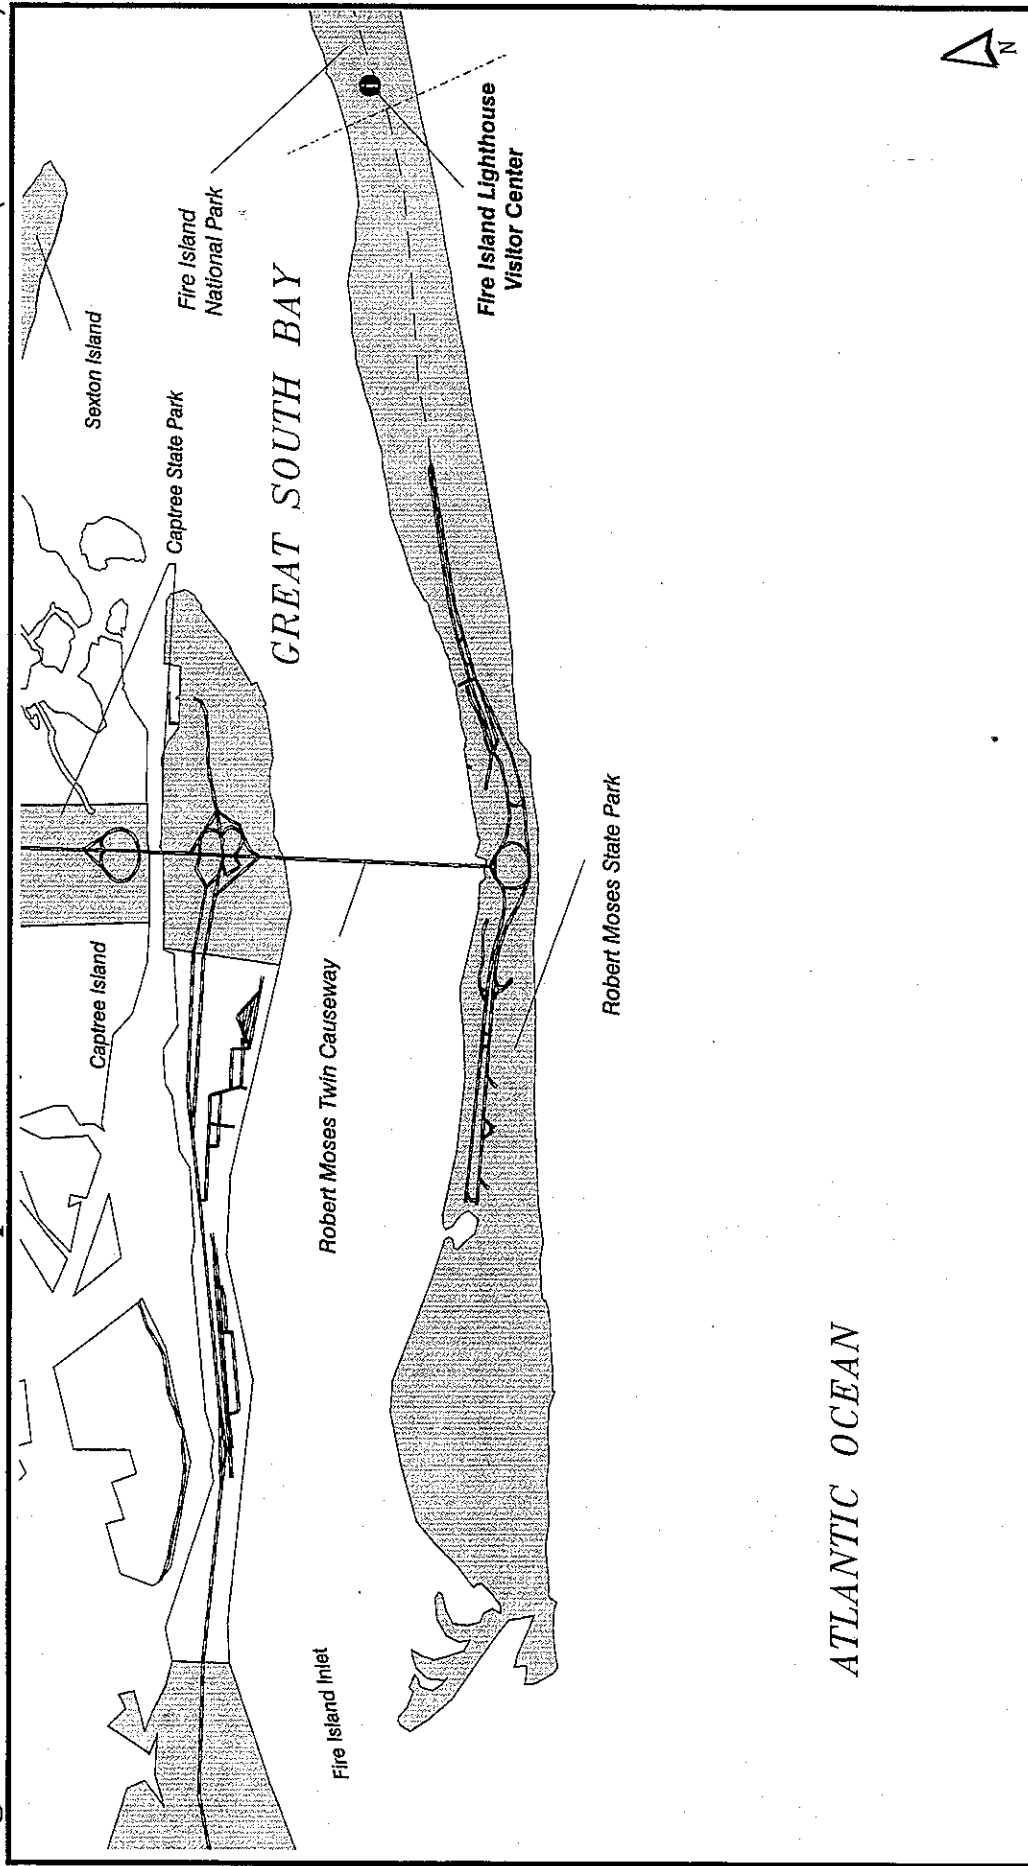 Sexton Island
Fire Island
National Park
Captree State Park
GREAT SOUTH BAY
Fire Island Lighthouse
Visitor Center
Captree Island
Robert Moses Twin Causeway
Robert Moses State Park
Fire Island Inlet
ATLANTIC OCEAN
N